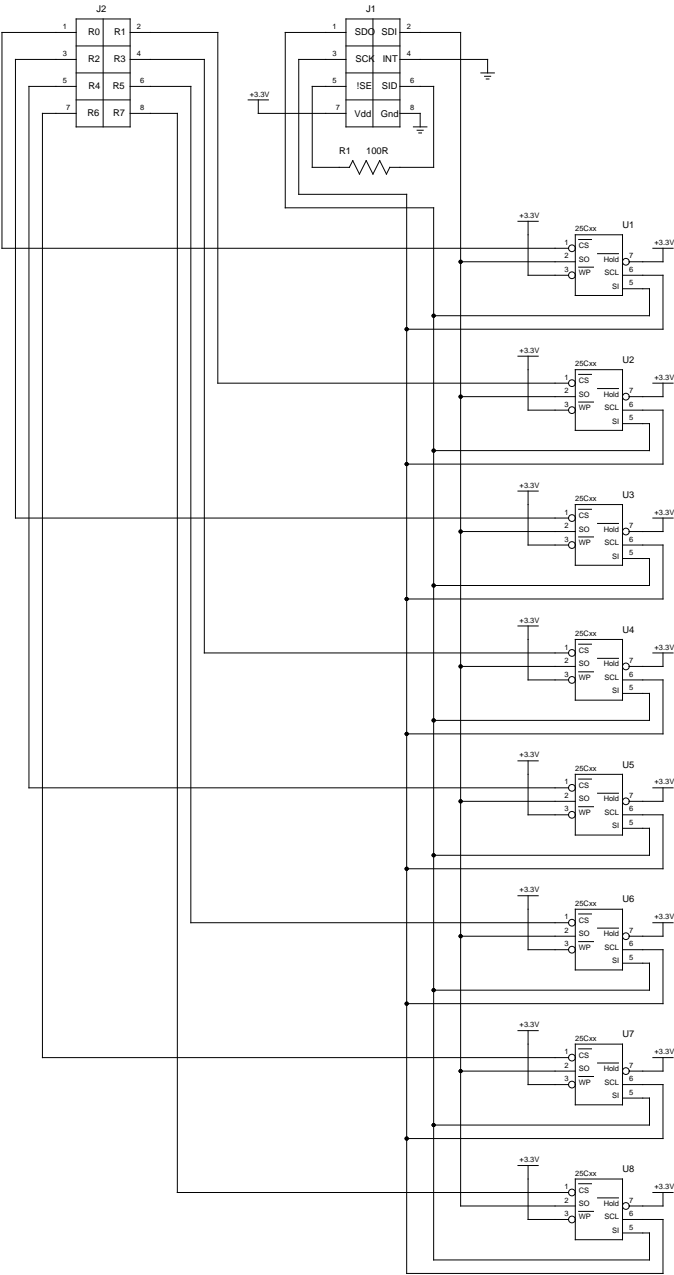 J2 J1
1 R0 R1 2 1 SDO SDI 2
3 R2 R3 4 3 SCK INT 4
5 R4 R5 6 5 !SE SID 6
+3.3V
7 R6 R7 8 7 Vdd Gnd 8
R1 100R
+3.3V U1
25Cxx +3.3V
1 CS
2 SO Hold 7
3 WP SCL 6
SI 5
+3.3V U2
25Cxx +3.3V
1 CS
2 SO Hold 7
3 WP SCL 6
SI 5
+3.3V U3
25Cxx +3.3V
1 CS
2 SO Hold 7
3 WP SCL 6
SI 5
+3.3V U4
25Cxx +3.3V
1 CS
2 SO Hold 7
3 WP SCL 6
SI 5
+3.3V U5
25Cxx +3.3V
1 CS
2 SO Hold 7
3 WP SCL 6
SI 5
+3.3V U6
25Cxx +3.3V
1 CS
2 SO Hold 7
3 WP SCL 6
SI 5
+3.3V U7
25Cxx +3.3V
1 CS
2 SO Hold 7
3 WP SCL 6
SI 5
+3.3V U8
25Cxx +3.3V
1 CS
2 SO Hold 7
3 WP SCL 6
SI 5